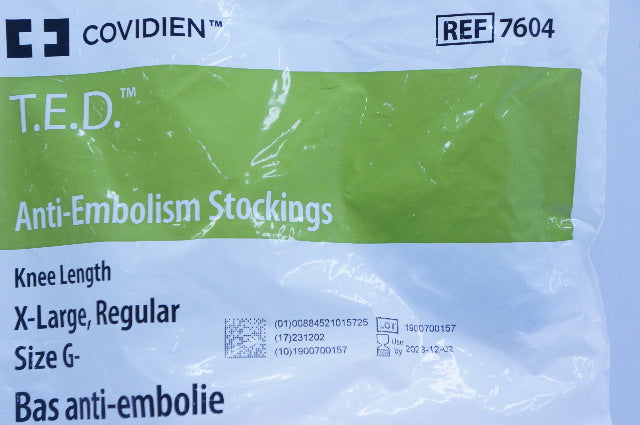 COVIDIEN™
REF 7604
T.E.D.™
Anti-Embolism Stockings
Knee Length
X-Large, Regular
Size G-
Bas anti-embolie
(01)00884521015725
(17)231202
(10)1900700157
LOT 1900700157
Use by 2023-12-02